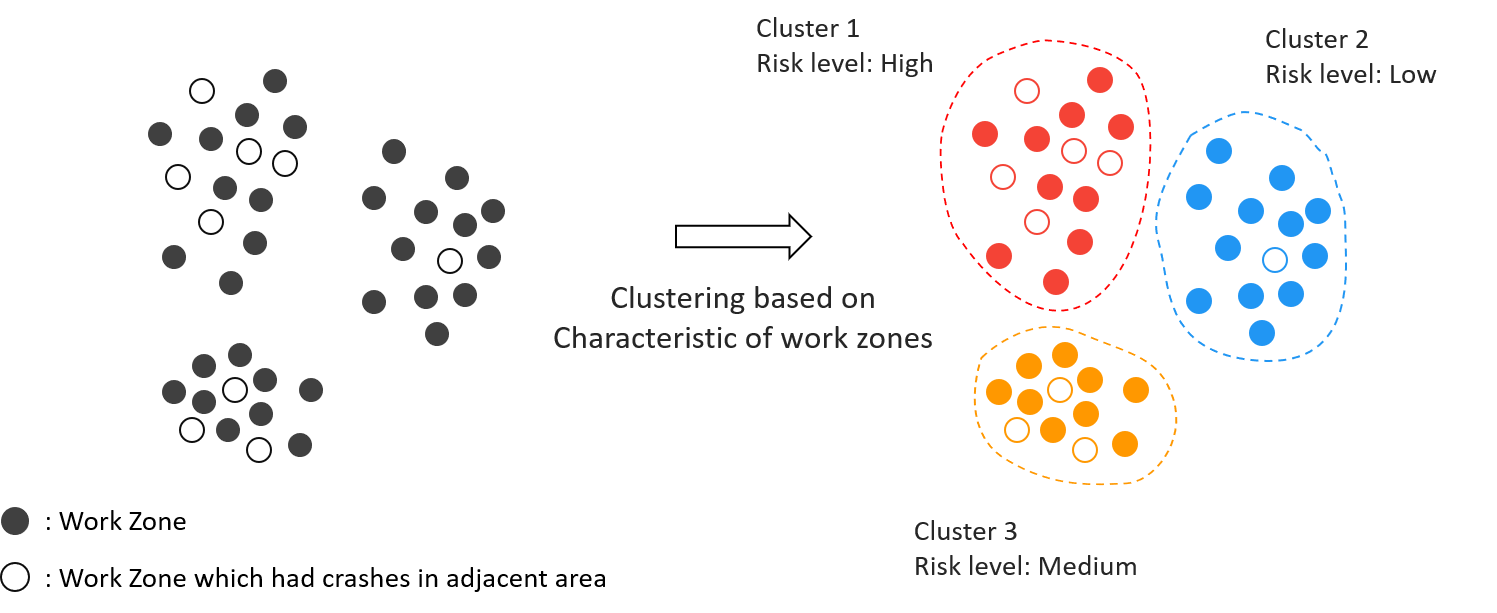 Cluster 1
Risk level: High
Cluster 2
Risk level: Low
Clustering based on
Characteristic of work zones
Cluster 3
Risk level: Medium
: Work Zone
: Work Zone which had crashes in adjacent area